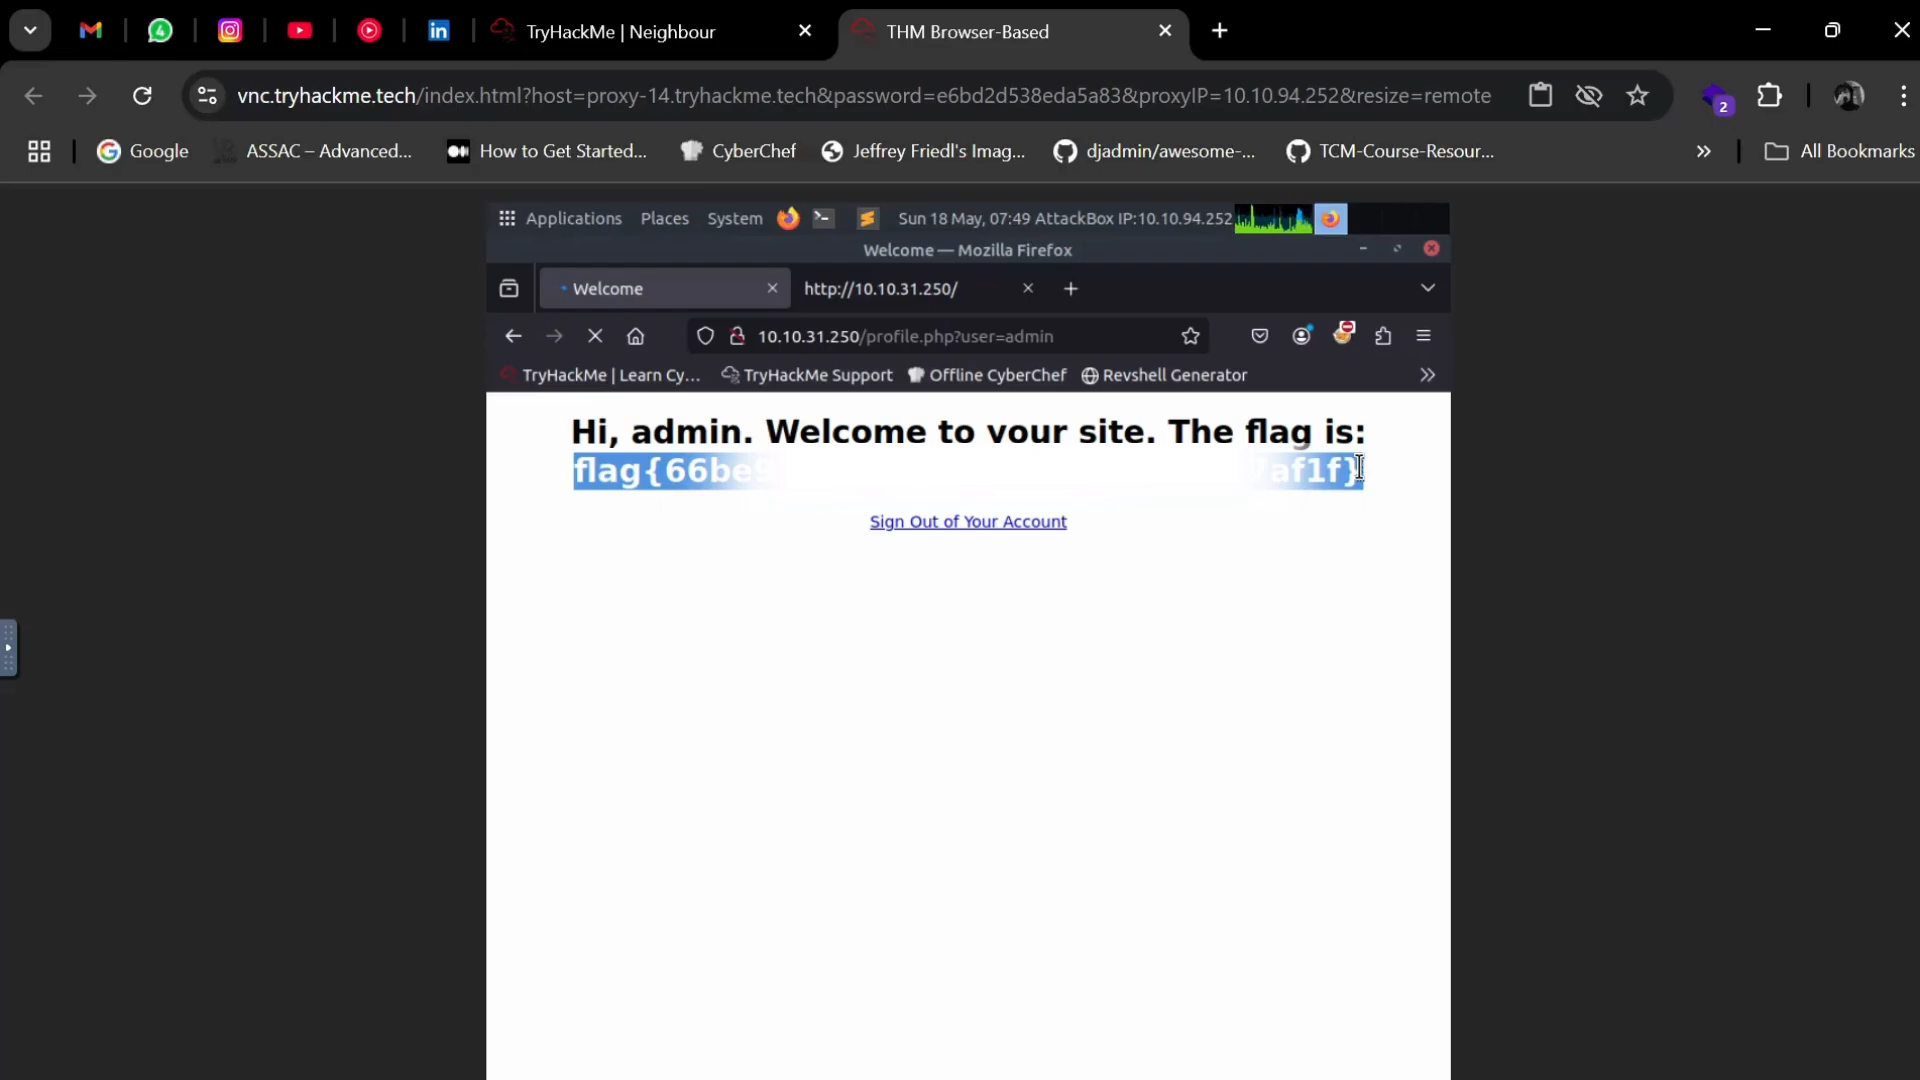 4
TryHackMe | Neighbour
THM Browser-Based
vnc.tryhackme.tech/index.html?host=proxy-14.tryhackme.tech&password=e6bd2d538eda5a83&proxyIP=10.10.94.252&resize=remote
2
Google
ASSAC – Advanced...
How to Get Started...
CyberChef
Jeffrey Friedl's Imag...
djadmin/awesome-...
TCM-Course-Resour...
»
All Bookmarks
Applications Places System Sun 18 May, 07:49 AttackBox IP:10.10.94.252
Welcome — Mozilla Firefox
Welcome
http://10.10.31.250/
10.10.31.250/profile.php?user=admin
TryHackMe | Learn Cy...
TryHackMe Support
Offline CyberChef
Revshell Generator
»
Hi, admin. Welcome to your site. The flag is:
flag{66be9 7af1f}
Sign Out of Your Account